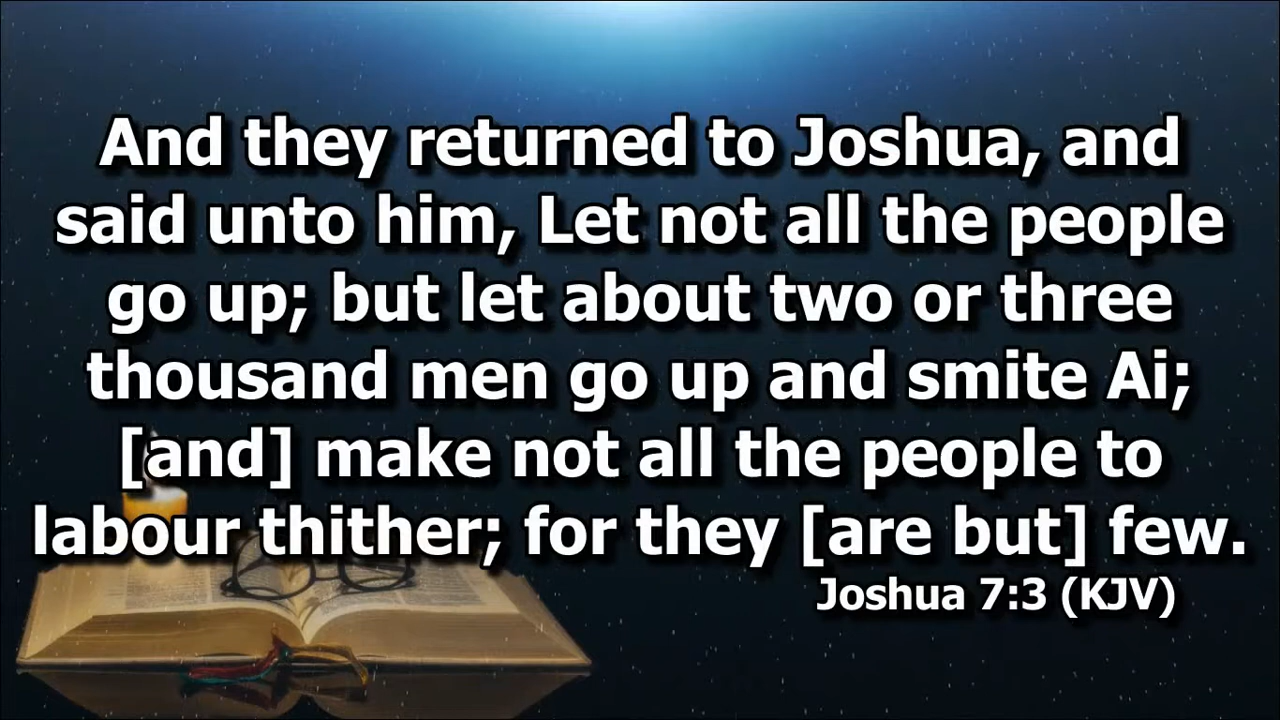 And they returned to Joshua, and
said unto him, Let not all the people
go up; but let about two or three
thousand men go up and smite Ai;
[and] make not all the people to
labour thither; for they [are but] few.
Joshua 7:3 (KJV)